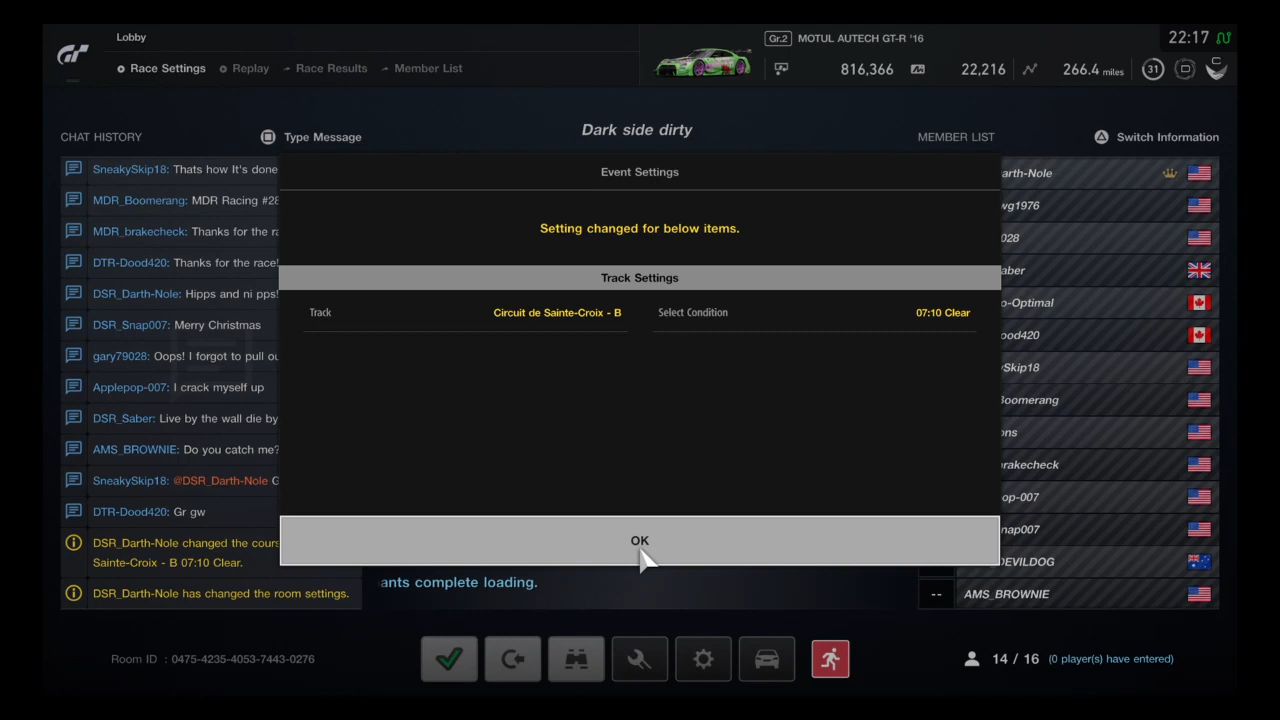 Lobby
Race Settings Replay Race Results Member List
Gr.2 MOTUL AUTECH GT-R '16
816,366 22,216 266.4 miles 31
22:17
CHAT HISTORY Type Message
Dark side dirty
MEMBER LIST Switch Information
SneakySkip18: Thats how It's done
MDR_Boomerang: MDR Racing #28
MDR_brakecheck: Thanks for the ra
DTR-Dood420: Thanks for the race!
DSR_Darth-Nole: Hipps and ni pps!
DSR_Snap007: Merry Christmas
gary79028: Oops! I forgot to pull ou
Applepop-007: I crack myself up
DSR_Saber: Live by the wall die by
AMS_BROWNIE: Do you catch me?
SneakySkip18: @DSR_Darth-Nole G
DTR-Dood420: Gr gw
DSR_Darth-Nole changed the cours
Sainte-Croix - B 07:10 Clear.
DSR_Darth-Nole has changed the room settings.
Event Settings
Setting changed for below items.
Track Settings
Track Circuit de Sainte-Croix - B Select Condition 07:10 Clear
OK
ants complete loading.
arth-Nole
wg1976
028
aber
o-Optimal
ood420
Skip18
Boomerang
ons
rakecheck
op-007
nap007
DEVILDOG
-- AMS_BROWNIE
Room ID : 0475-4235-4053-7443-0276
14 / 16 (0 player(s) have entered)